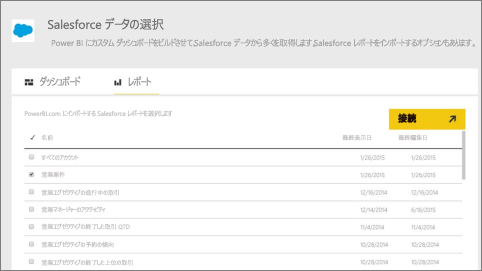 Salesforce データの選択
Power BI にカスタム ダッシュボードをビルドさせて、Salesforce データから多くを取得します。Salesforce レポートをインポートするオプションもあります。
ダッシュボード レポート
PowerBI.com にインポートする Salesforce レポートを選択します
接続
名前 最終表示日 最終編集日
すべてのアカウント 1/26/2015 1/26/2015
営業案件 1/26/2015 1/26/2015
営業エグゼクティブの進行中の取引 12/16/2014 12/16/2014
営業マネージャーのアクティビティ 12/14/2014 6/16/2015
営業エグゼクティブの終了した取引 QTD 11/4/2014 11/4/2014
営業エグゼクティブの予約の傾向 10/28/2014 10/28/2014
営業エグゼクティブの終了した上位の取引 10/28/2014 10/28/2014